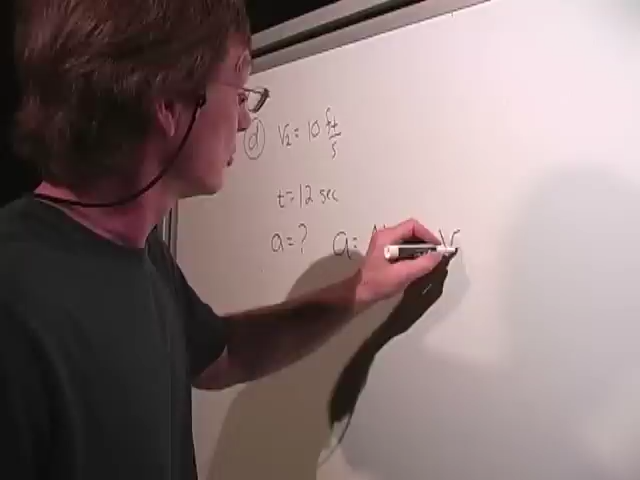 d V₂ = 10 ft/s
t = 12 sec
a = ? a =